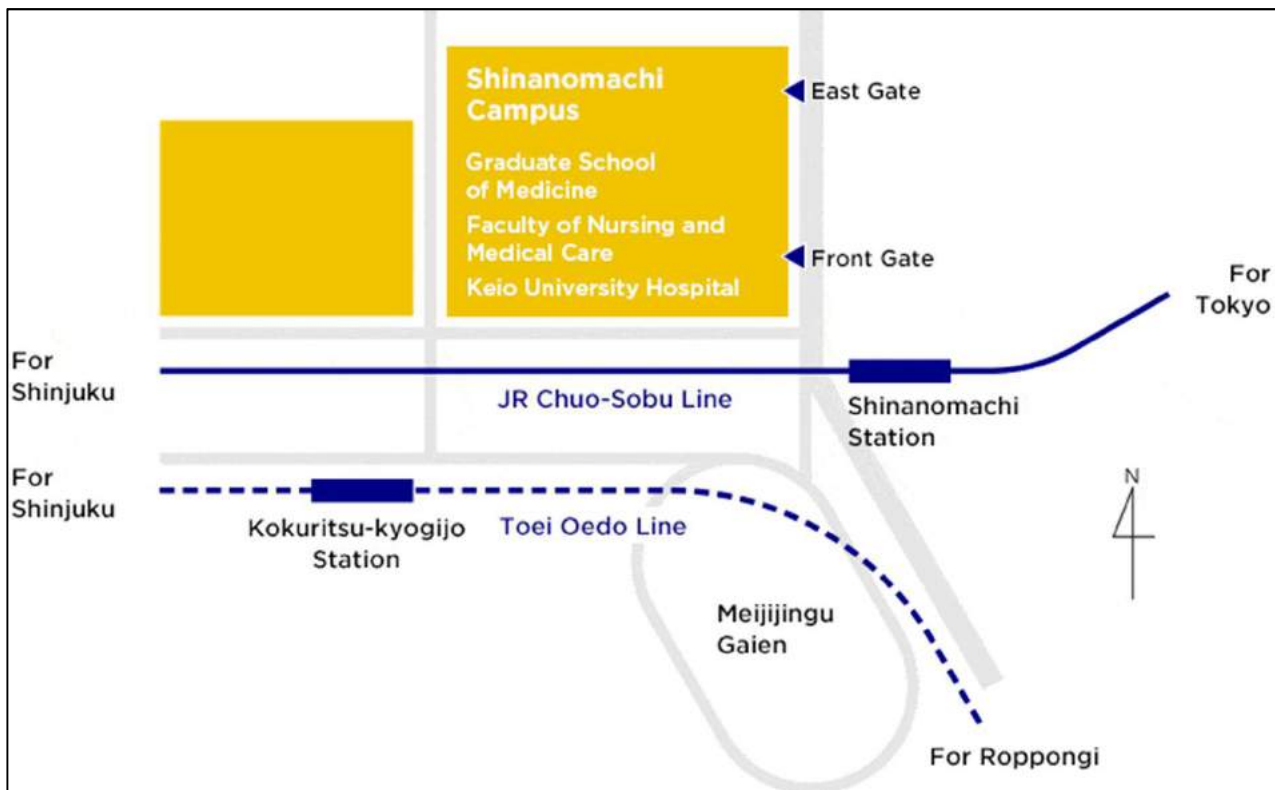 Shinanomachi
Campus
Graduate School
of Medicine
Faculty of Nursing and
Medical Care
Keio University Hospital
East Gate
Front Gate
For
Tokyo
For
Shinjuku
JR Chuo-Sobu Line
Shinanomachi
Station
For
Shinjuku
Kokuritsu-kyogijo
Station
Toei Oedo Line
N
Meijijingu
Gaien
For Roppongi